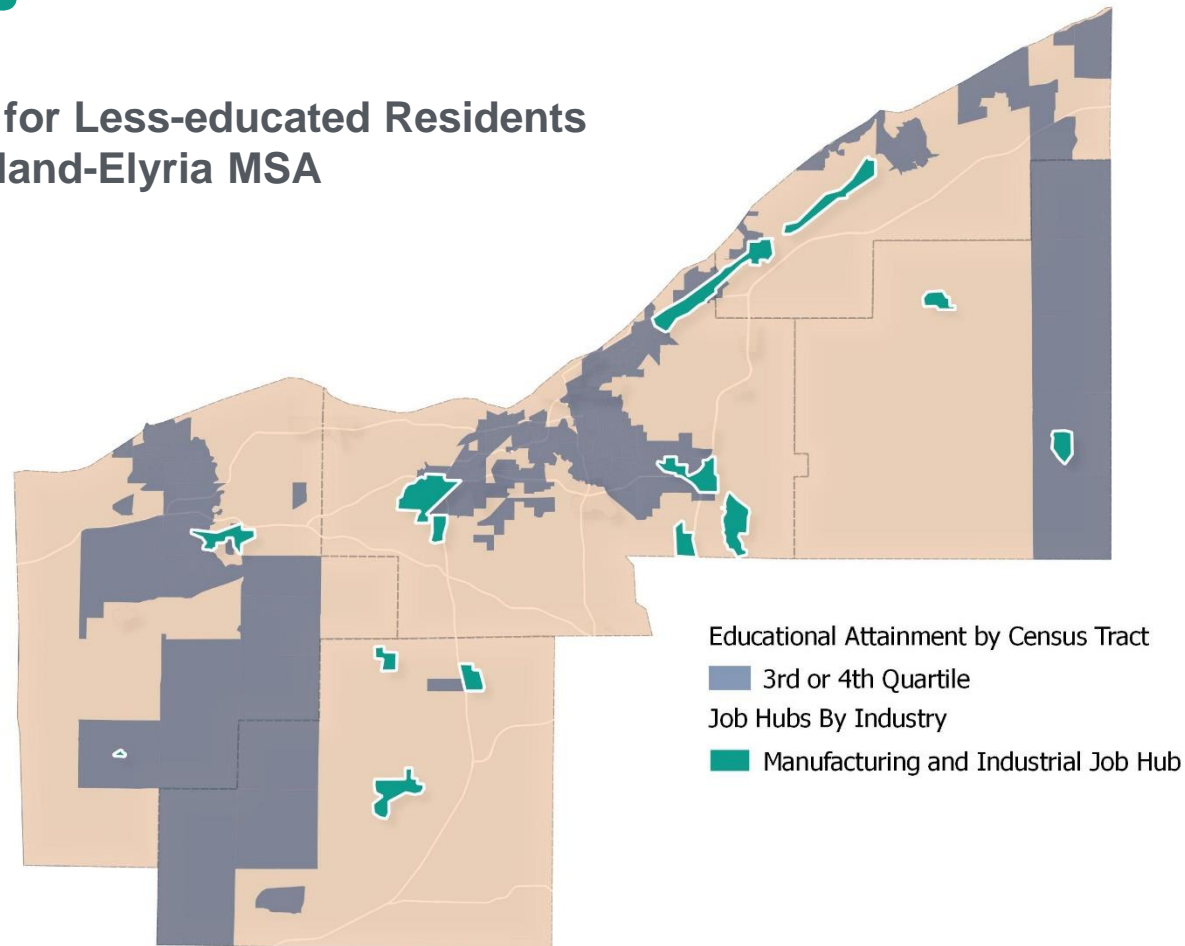 for Less-educated Residents
land-Elyria MSA
Educational Attainment by Census Tract
3rd or 4th Quartile
Job Hubs By Industry
Manufacturing and Industrial Job Hub